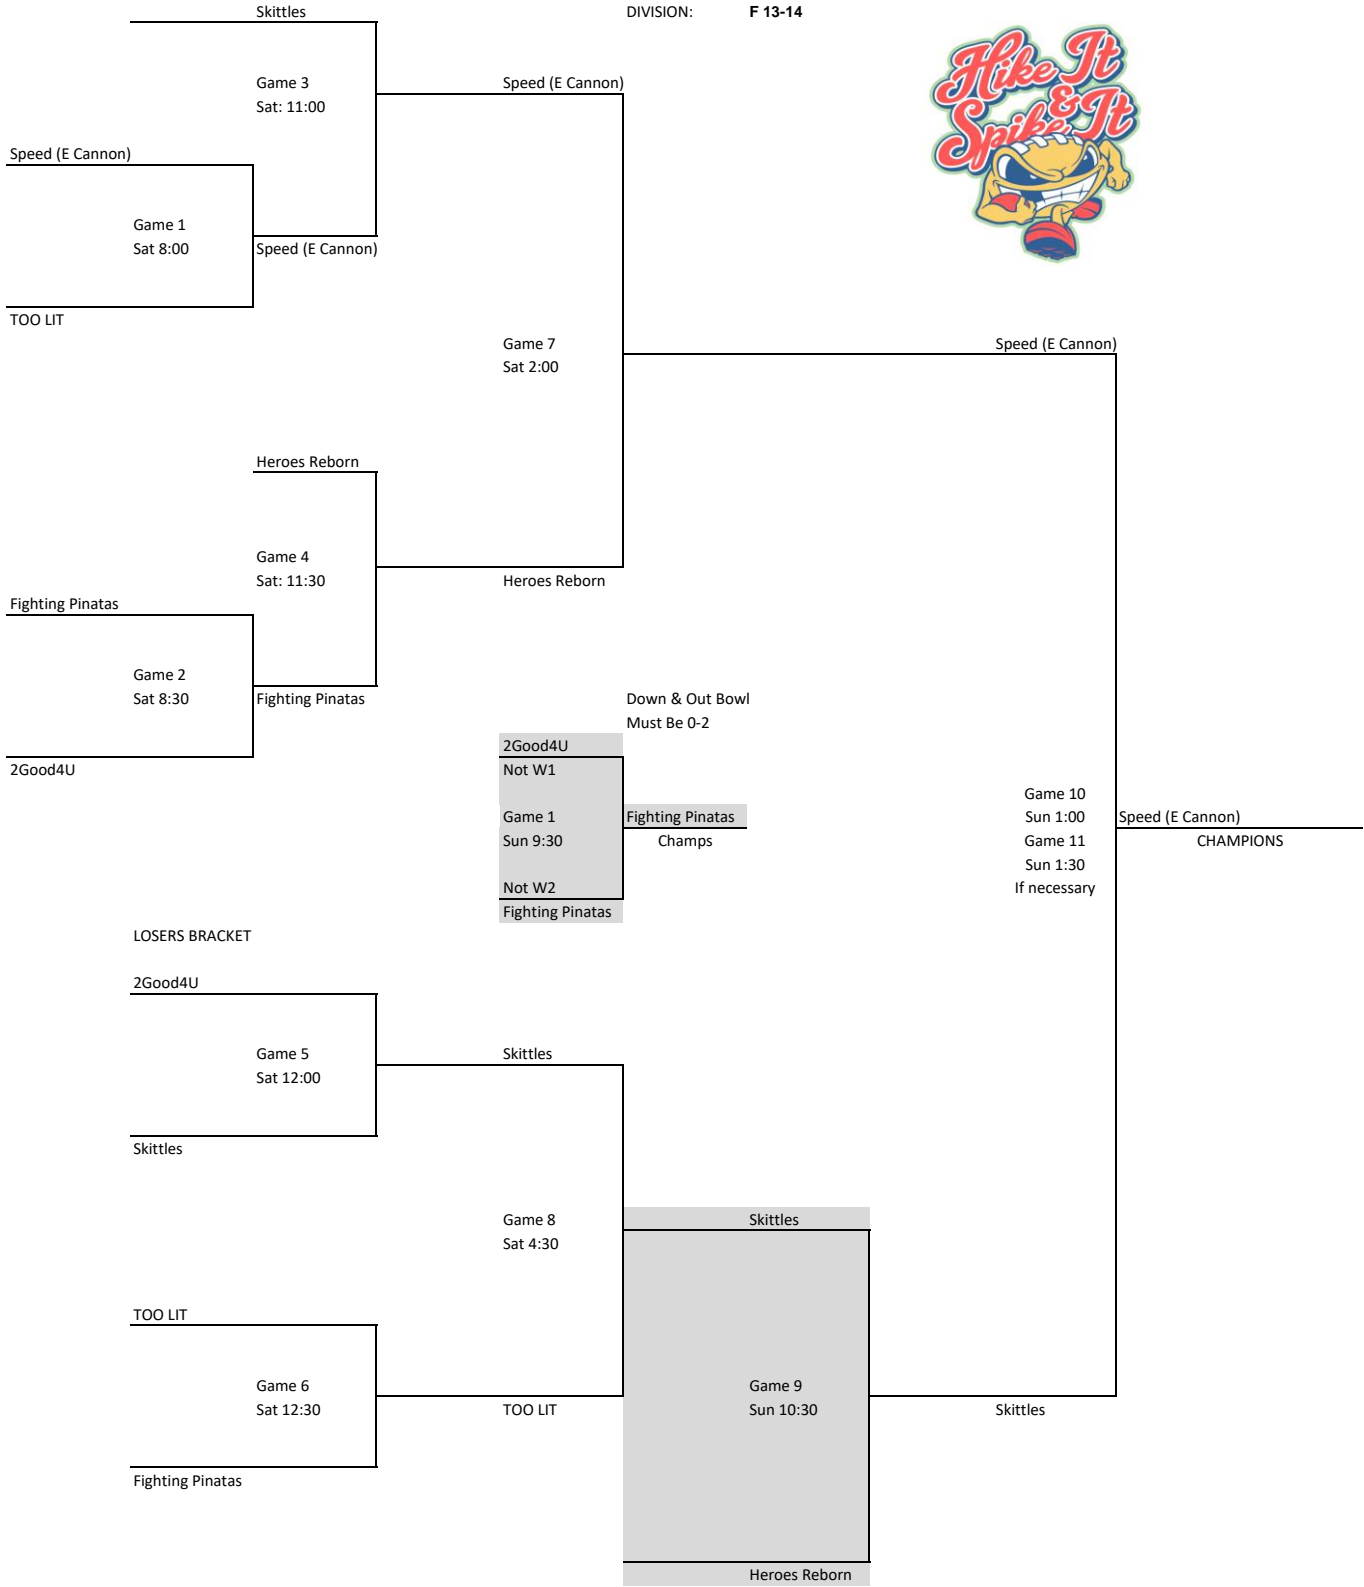 Skittles
DIVISION: F 13-14
Hike It
&
Spike It
Game 3
Sat: 11:00
Speed (E Cannon)
Speed (E Cannon)
Game 1
Sat 8:00
Speed (E Cannon)
TOO LIT
Game 7
Sat 2:00
Speed (E Cannon)
Heroes Reborn
Game 4
Sat: 11:30
Heroes Reborn
Fighting Pinatas
Game 2
Sat 8:30
Fighting Pinatas
2Good4U
Down & Out Bowl
Must Be 0-2
2Good4U
Not W1
Game 1
Sun 9:30
Fighting Pinatas
Champs
Not W2
Fighting Pinatas
Game 10
Sun 1:00
Game 11
Sun 1:30
If necessary
Speed (E Cannon)
CHAMPIONS
LOSERS BRACKET
2Good4U
Game 5
Sat 12:00
Skittles
Skittles
Game 8
Sat 4:30
Skittles
TOO LIT
Game 6
Sat 12:30
TOO LIT
Game 9
Sun 10:30
Skittles
Fighting Pinatas
Heroes Reborn